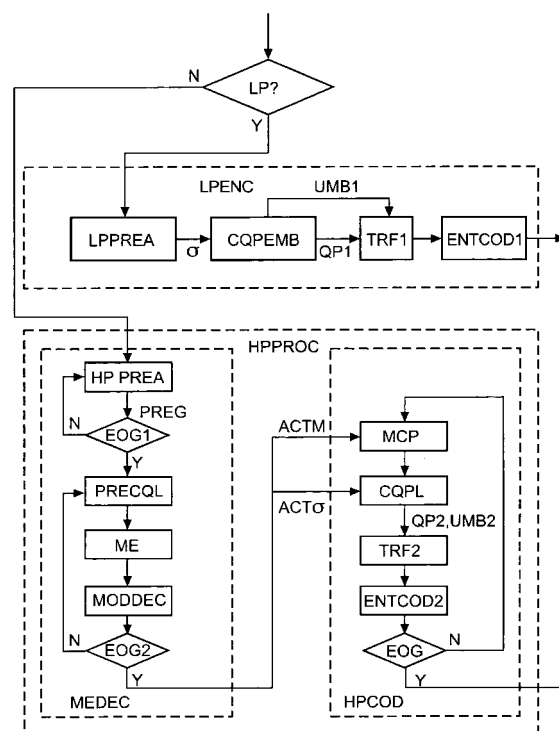 N
LP?
Y
LPENC
UMB1
LPPREA
σ
CQPEMB
QP1
TRF1
ENTCOD1
HPPROC
HP PREA
PREG
N
EOG1
Y
PRECQL
ME
MODDEC
N
EOG2
Y
MEDEC
ACTM
ACTσ
MCP
CQPL
QP2,UMB2
TRF2
ENTCOD2
EOG
N
Y
HPCOD